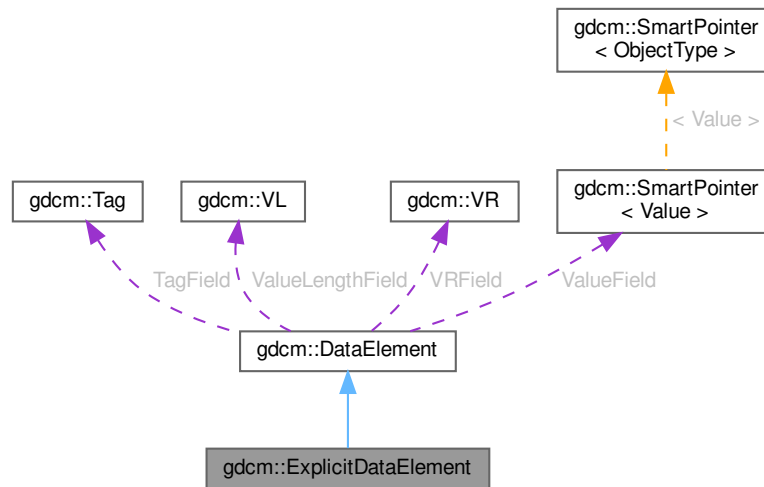 gdcm::SmartPointer
< ObjectType >
< Value >
gdcm::Tag
gdcm::VL
gdcm::VR
gdcm::SmartPointer
< Value >
TagField
ValueLengthField
VRField
ValueField
gdcm::DataElement
gdcm::ExplicitDataElement